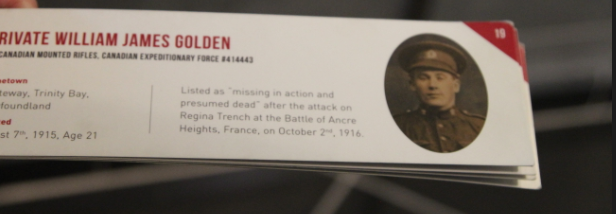 RIVATE WILLIAM JAMES GOLDEN
CANADIAN MOUNTED RIFLES, CANADIAN EXPEDITIONARY FORCE #414443
19
metown
teway, Trinity Bay,
foundland
ed
st 7th, 1915, Age 21
Listed as "missing in action and
presumed dead" after the attack on
Regina Trench at the Battle of Ancre
Heights, France, on October 2nd, 1916.